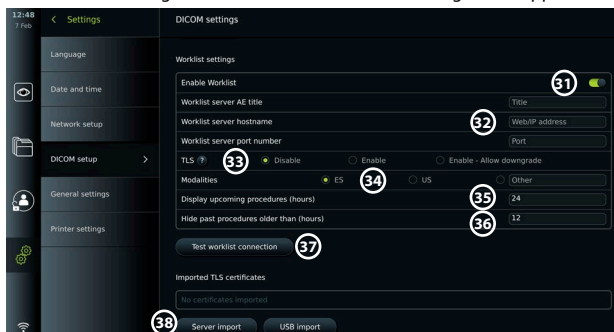 12:48
7 Feb
Settings
DICOM settings
Language
Date and time
Network setup
DICOM setup
General settings
Printer settings
Worklist settings
Enable Worklist 31
Worklist server AE title Title
Worklist server hostname 32 Web/IP address
Worklist server port number Port
TLS ? 33 Disable Enable Enable - Allow downgrade
Modalities ES 34 US Other
Display upcoming procedures (hours) 35 24
Hide past procedures older than (hours) 36 12
Test worklist connection 37
Imported TLS certificates
No certificates imported
38 Server import USB import